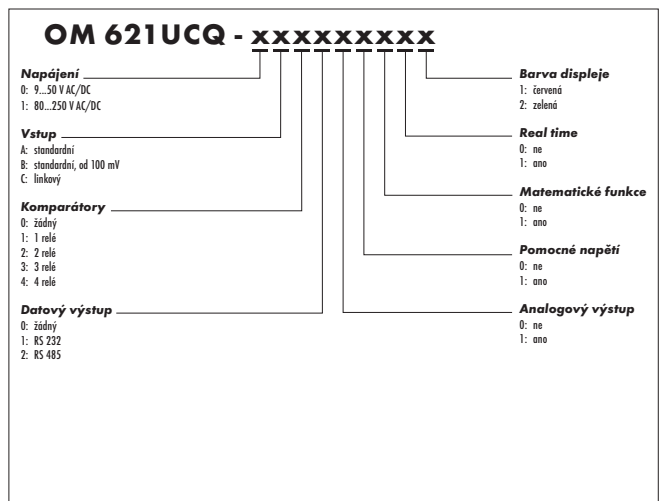 OM 621UCQ - xxxxxxxxx
Napájení
0: 9...50 V AC/DC
1: 80...250 V AC/DC
Vstup
A: standardní
B: standardní, od 100 mV
C: linkový
Komparátory
0: žádný
1: 1 relé
2: 2 relé
3: 3 relé
4: 4 relé
Datový výstup
0: žádný
1: RS 232
2: RS 485
Barva displeje
1: červená
2: zelená
Real time
0: ne
1: ano
Matematické funkce
0: ne
1: ano
Pomocné napětí
0: ne
1: ano
Analogový výstup
0: ne
1: ano